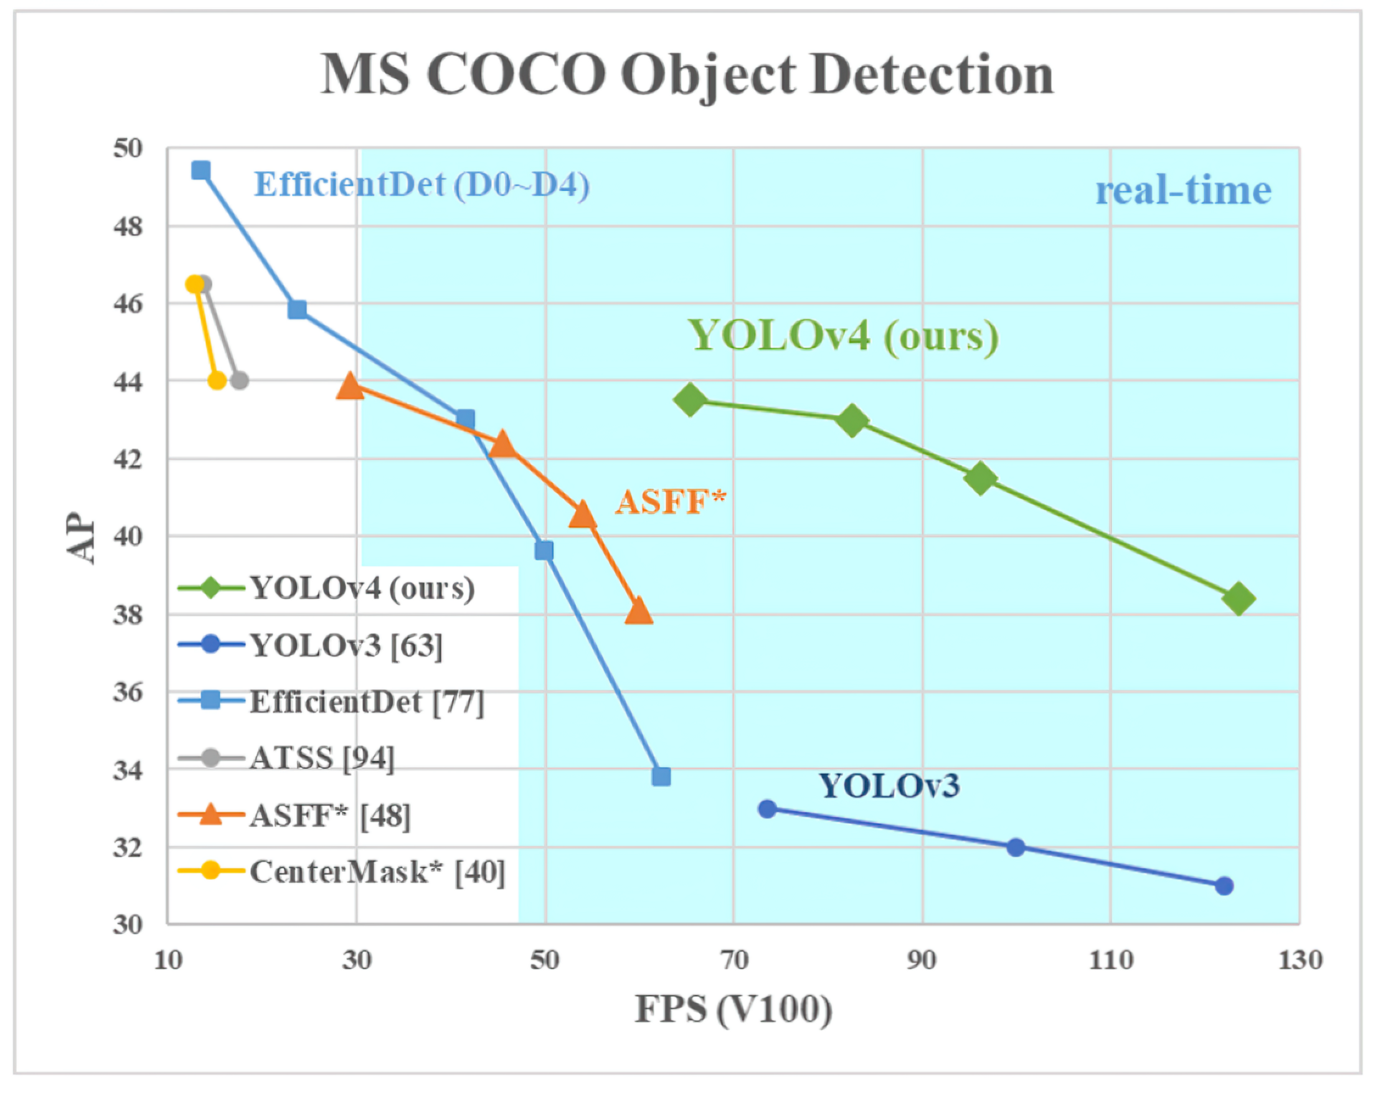 MS COCO Object Detection
50
48
46
44
42
40
38
36
34
32
30
AP
EfficientDet (D0~D4)
real-time
YOLOv4 (ours)
ASFF*
YOLOv3
YOLOv4 (ours)
YOLOv3 [63]
EfficientDet [77]
ATSS [94]
ASFF* [48]
CenterMask* [40]
10 30 50 70 90 110 130
FPS (V100)